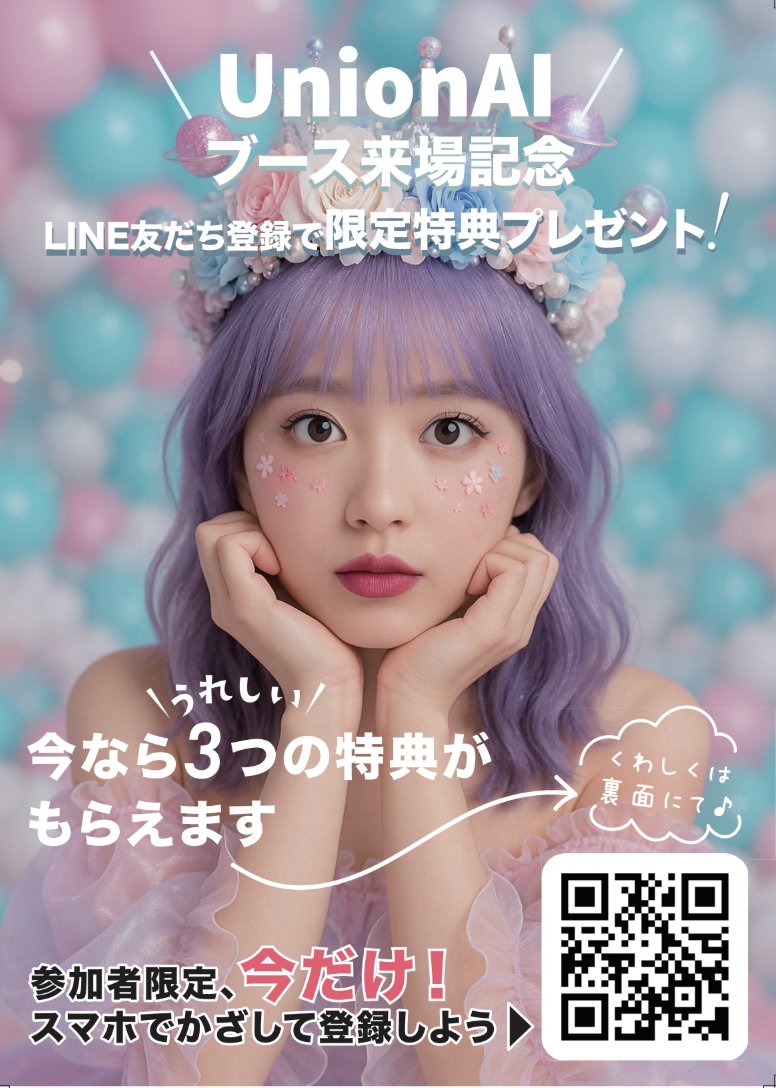 UnionAI
ブース来場記念
LINE友だち登録で限定特典プレゼント!
うれしい
今なら3つの特典が
もらえます
くわしくは
裏面にて♪
参加者限定、今だけ!
スマホでかざして登録しよう▶